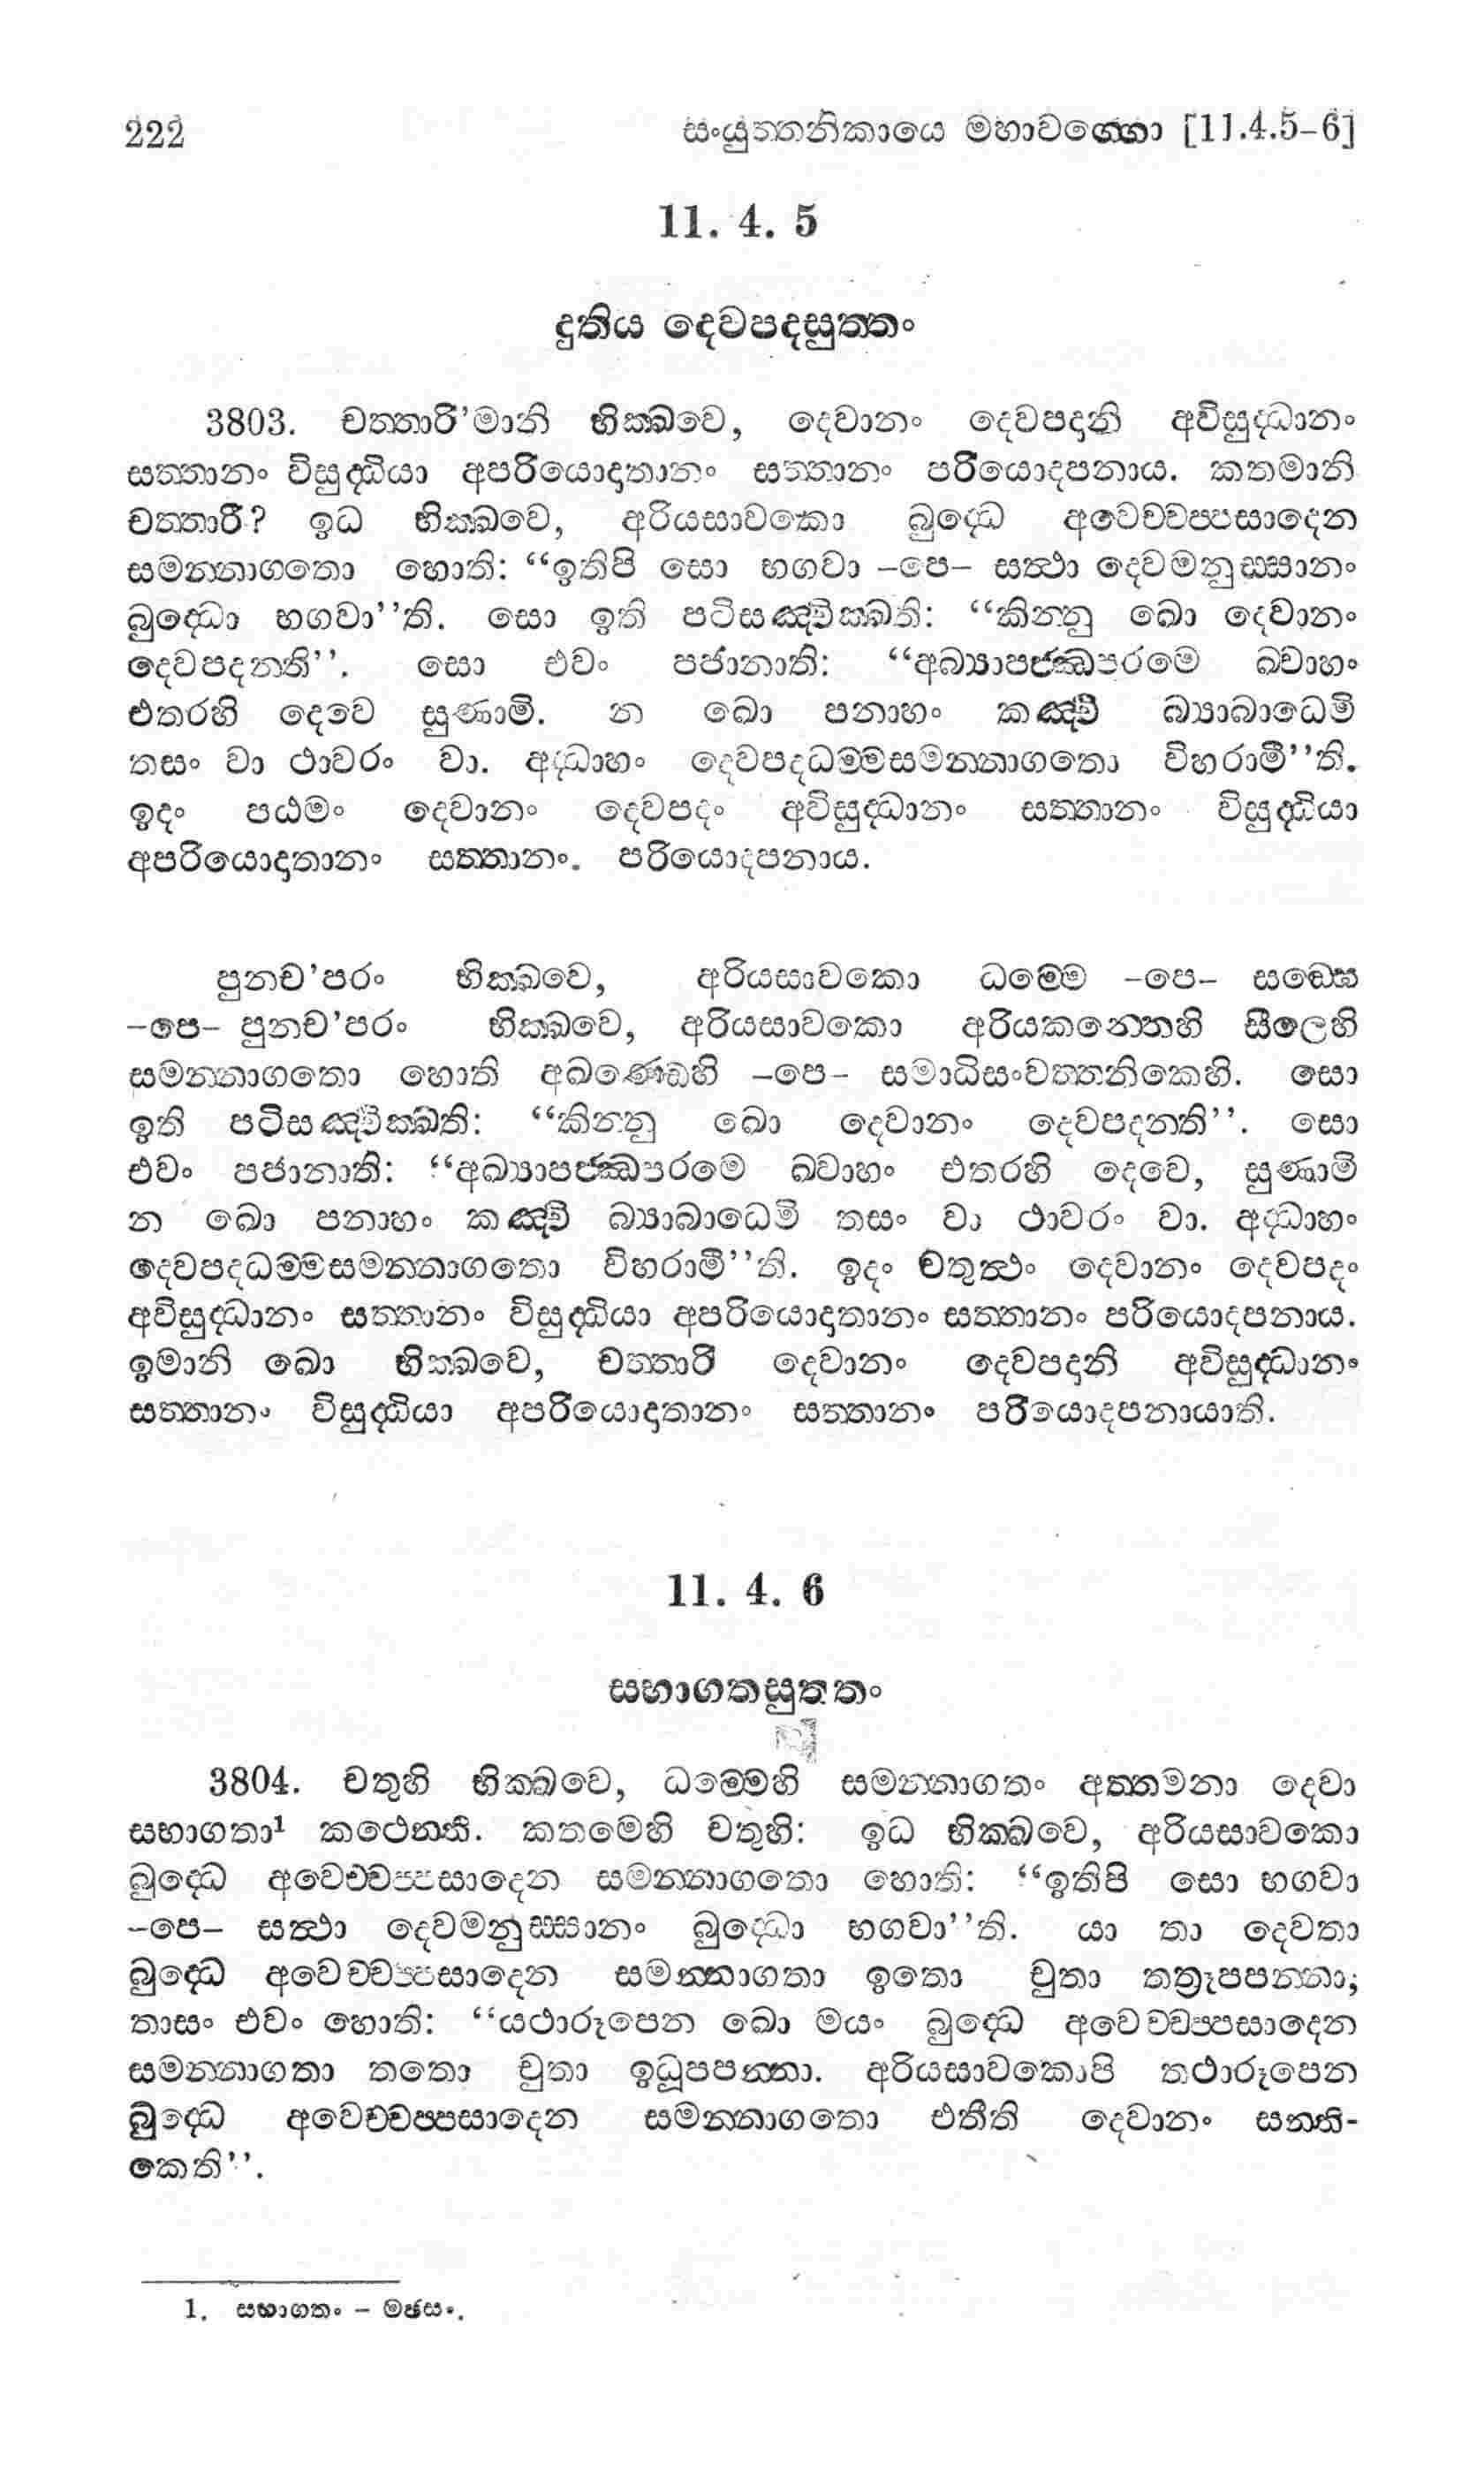 222 සංයුත්තනිකායෙ මහාවග්ගො [11.4.5-6]
11. 4. 5
දුතිය දෙවපදසුත්තං
3803. චත්තාරි'මානි භික්ඛවෙ, දෙවානං දෙවපදානි අවිසුද්ධානං
සත්තානං විසුද්ධියා අපරියොදාතානං සත්තානං පරියොදපනාය. කතමානි
චත්තාරි? ඉධ භික්ඛවෙ, අරියසාවකො බුද්ධෙ අවෙච්චප්පසාදෙන
සමන්නාගතො හොති: “ඉතිපි සො භගවා -පෙ- සත්ථා දෙවමනුස්සානං
බුද්ධො භගවා''ති. සො ඉති පටිසඤ්චික්ඛති: “කින්නු ඛො දෙවානං
දෙවපදන්ති''. සො එවං පජානාති: “අබ්‍යාපජ්ඣපරමෙ ඛ්වාහං
එතරහි දෙවෙ සුණාමි. න ඛො පනාහං කඤ්චි බ්‍යාබාධෙමි
තසං වා ථාවරං වා. අද්ධාහං දෙවපදධම්මසමන්නාගතො විහරාමී''ති.
ඉදං පඨමං දෙවානං දෙවපදං අවිසුද්ධානං සත්තානං විසුද්ධියා
අපරියොදාතානං සත්තානං. පරියොදපනාය.
පුනච'පරං භික්ඛවෙ, අරියසාවකො ධම්මෙ -පෙ- සඞ්ඝෙ
-පෙ- පුනච'පරං භික්ඛවෙ, අරියසාවකො අරියකන්තෙහි සීලෙහි
සමන්නාගතො හොති අඛණ්ඩෙහි -පෙ- සමාධිසංවත්තනිකෙහි. සො
ඉති පටිසඤ්චික්ඛති: “කින්නු ඛො දෙවානං දෙවපදන්ති''. සො
එවං පජානාති: “අබ්‍යාපජ්ඣපරමෙ ඛ්වාහං එතරහි දෙවෙ, සුණාමි
න ඛො පනාහං කඤ්චි බ්‍යාබාධෙමි තසං වා ථාවරං වා. අද්ධාහං
දෙවපදධම්මසමන්නාගතො විහරාමී''ති. ඉදං චතුත්ථං දෙවානං දෙවපදං
අවිසුද්ධානං සත්තානං විසුද්ධියා අපරියොදාතානං සත්තානං පරියොදපනාය.
ඉමානි ඛො භික්ඛවෙ, චත්තාරි දෙවානං දෙවපදානි අවිසුද්ධානං
සත්තානං විසුද්ධියා අපරියොදාතානං සත්තානං පරියොදපනායාති.
11. 4. 6
සභාගතසුත්තං
3804. චතූහි භික්ඛවෙ, ධම්මෙහි සමන්නාගතං අත්තමනා දෙවා
සභාගතා¹ කථෙන්ති. කතමෙහි චතූහි: ඉධ භික්ඛවෙ, අරියසාවකො
බුද්ධෙ අවෙච්චප්පසාදෙන සමන්නාගතො හොති: “ඉතිපි සො භගවා
-පෙ- සත්ථා දෙවමනුස්සානං බුද්ධො භගවා''ති. යා තා දෙවතා
බුද්ධෙ අවෙච්චප්පසාදෙන සමන්නාගතා ඉතො චුතා තත්‍රූපපන්නා;
තාසං එවං හොති: “යථාරූපෙන ඛො මයං බුද්ධෙ අවෙච්චප්පසාදෙන
සමන්නාගතා තතො චුතා ඉධූපපන්නා. අරියසාවකොපි තථාරූපෙන
බුද්ධෙ අවෙච්චප්පසාදෙන සමන්නාගතො එතීති දෙවානං සන්ති-
කෙති''.
1. සභාගතං - මඡසං.